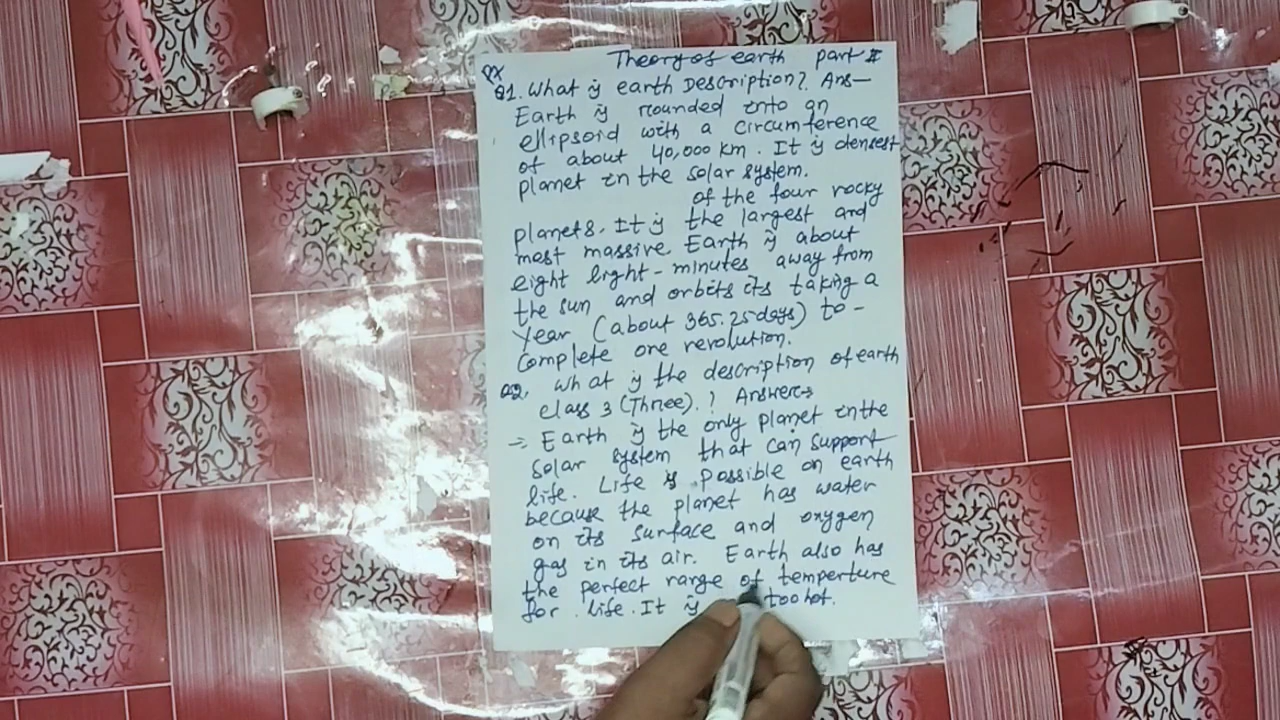 Theory of earth part II
Q1. What is earth Description? Ans—
Earth is rounded into an
ellipsoid with a circumference
of about 40,000 km. It is densest
planet in the solar system.
of the four rocky
planets. It is the largest and
most massive Earth is about
eight light-minutes away from
the sun and orbits its taking a
year (about 365.25 days) to -
Complete one revolution.
Q2. What is the description of earth
class 3 (Three).? Answer→
⇒ Earth is the only planet in the
solar system that can support
life. Life is possible on earth
because the planet has water
on its surface and oxygen
gas in its air. Earth also has
the perfect range of temperture
for life. It is too hot.